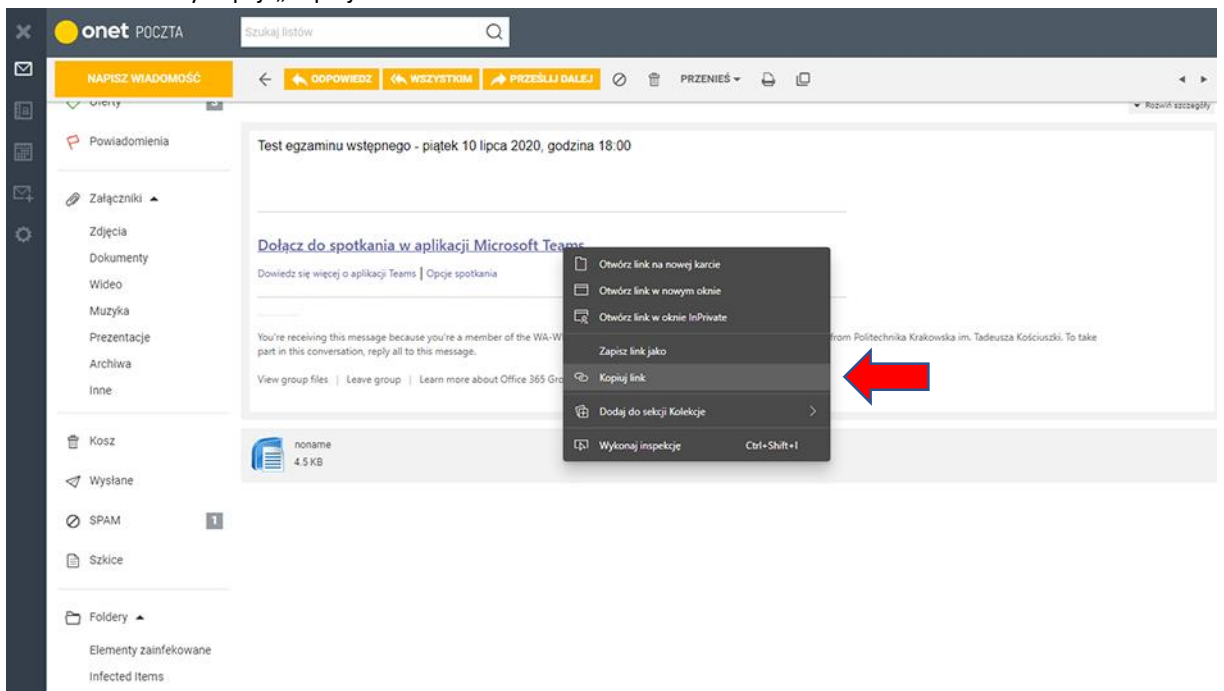 onet POCZTA
Szukaj listów
NAPISZ WIADOMOŚĆ
ODPOWIEDZ
WSZYSTKIM
PRZEŚLIJ DALEJ
PRZENIEŚ
Oferty
Rozwiń szczegóły
Powiadomienia
Test egzaminu wstępnego - piątek 10 lipca 2020, godzina 18:00
Załączniki
Zdjęcia
Dokumenty
Wideo
Muzyka
Prezentacje
Archiwa
Inne
Dołącz do spotkania w aplikacji Microsoft Teams
Dowiedz się więcej o aplikacji Teams | Opcje spotkania
You're receiving this message because you're a member of the WA-W
from Politechnika Krakowska im. Tadeusza Kościuszki. To take
part in this conversation, reply all to this message.
View group files | Leave group | Learn more about Office 365
Otwórz link na nowej karcie
Otwórz link w nowym oknie
Otwórz link w oknie InPrivate
Zapisz link jako
Kopiuj link
Dodaj do sekcji Kolekcje
Wykonaj inspekcję Ctrl+Shift+I
noname
4.5 KB
Kosz
Wysłane
SPAM 1
Szkice
Foldery
Elementy zainfekowane
Infected Items